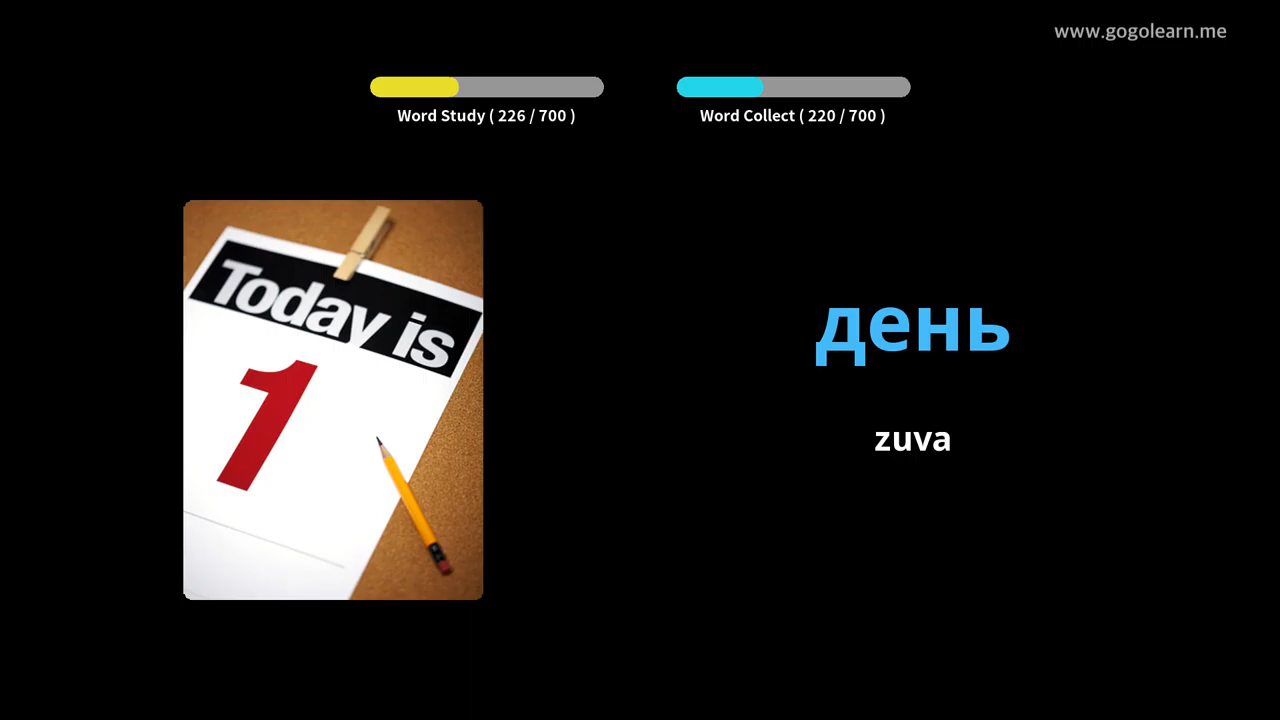 www.gogolearn.me
Word Study ( 226 / 700 )
Word Collect ( 220 / 700 )
Today is
1
день
zuva